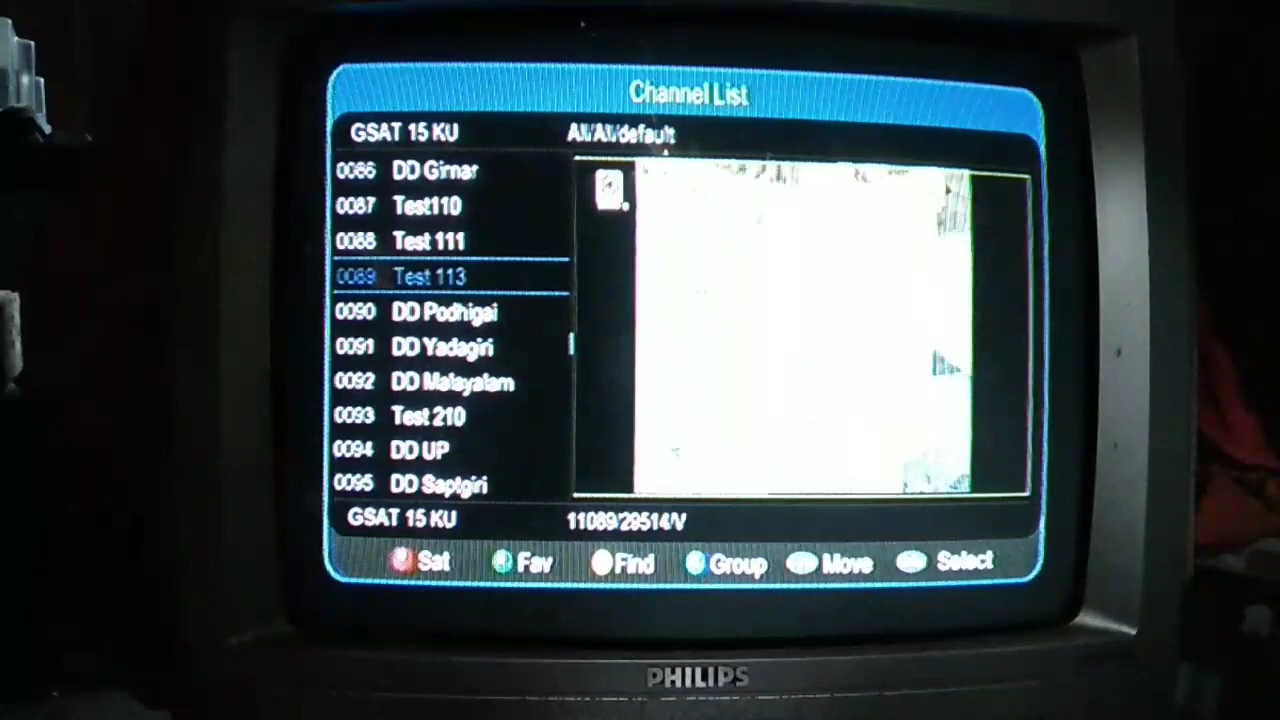 Channel List
GSAT 15 KU All/All/default
0086 DD Girnar
0087 Test110
0088 Test 111
0089 Test 113
0090 DD Podhigai
0091 DD Yadagiri
0092 DD Malayalam
0093 Test 210
0094 DD UP
0095 DD Saptgiri
GSAT 15 KU 11089/29514/V
Sat Fav Find Group Move Select
PHILIPS